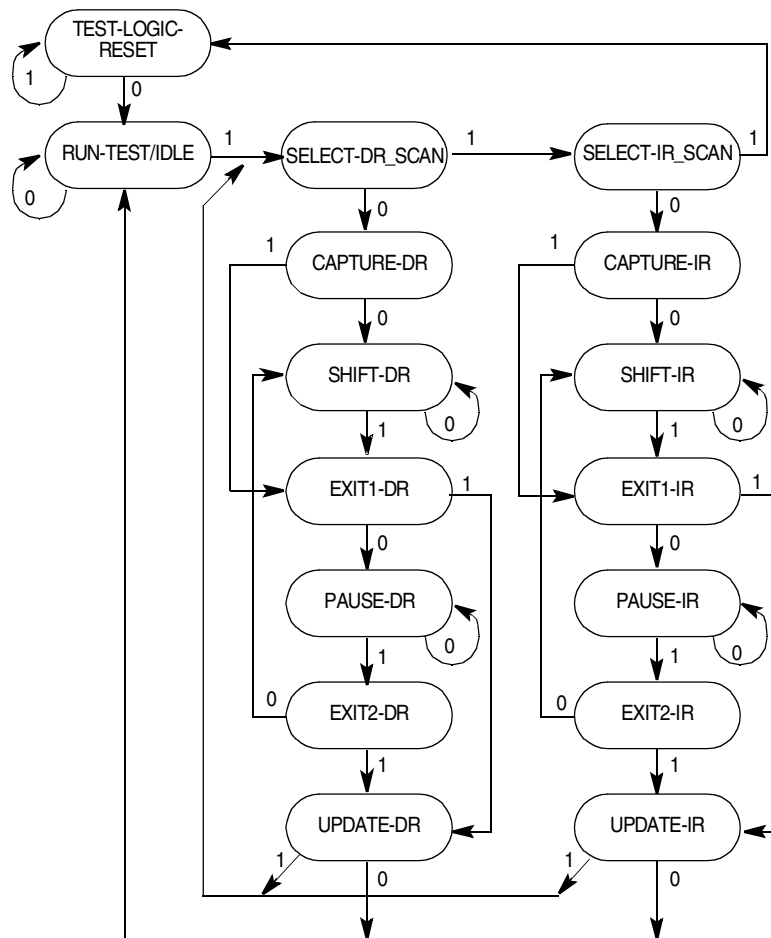 TEST-LOGIC-
RESET
1
0
RUN-TEST/IDLE
0
1
SELECT-DR_SCAN
1
SELECT-IR_SCAN
1
0
0
1
CAPTURE-DR
0
1
CAPTURE-IR
0
SHIFT-DR
0
1
SHIFT-IR
0
1
EXIT1-DR
1
0
EXIT1-IR
1
0
PAUSE-DR
0
1
PAUSE-IR
0
1
0
EXIT2-DR
1
0
EXIT2-IR
1
UPDATE-DR
1
0
UPDATE-IR
1
0